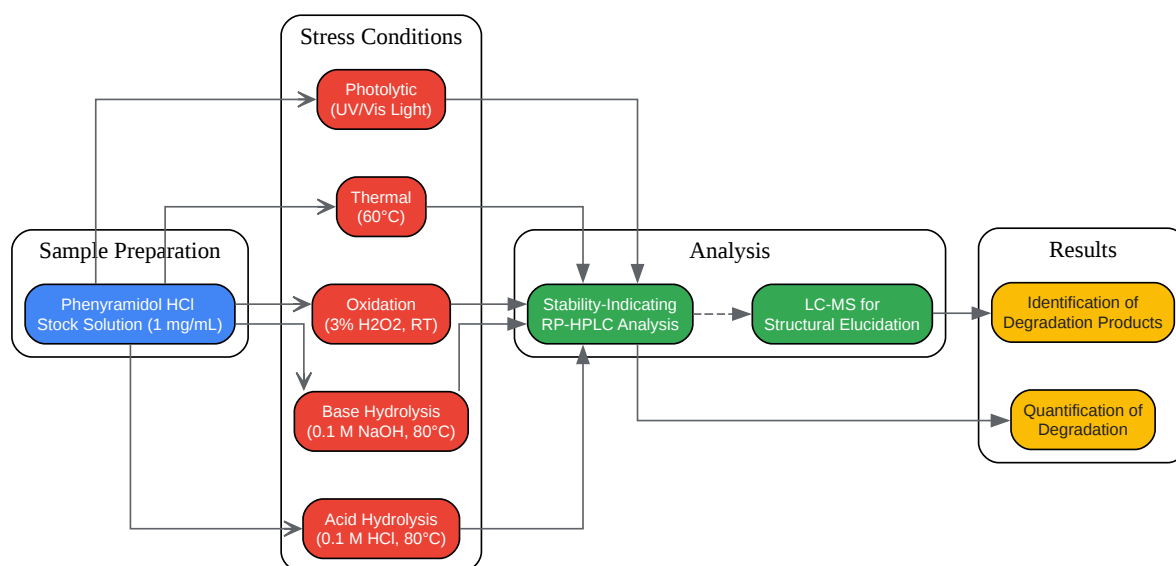 Stress Conditions
Photolytic
(UV/Vis Light)
Thermal
(60°C)
Sample Preparation
Phenyramidol HCl
Stock Solution (1 mg/mL)
Oxidation
(3% H2O2, RT)
Base Hydrolysis
(0.1 M NaOH, 80°C)
Acid Hydrolysis
(0.1 M HCl, 80°C)
Analysis
Stability-Indicating
RP-HPLC Analysis
LC-MS for
Structural Elucidation
Results
Identification of
Degradation Products
Quantification of
Degradation